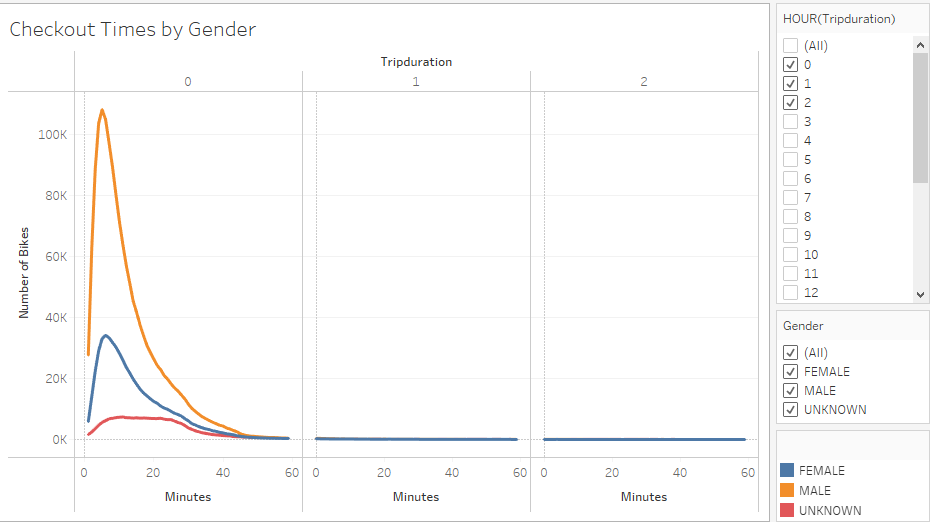 Checkout Times by Gender
Tripduration
0 1 2
100K
80K
60K
40K
20K
0K
Number of Bikes
0 20 40 60 0 20 40 60 0 20 40 60
Minutes Minutes Minutes
HOUR(Tripduration)
(All)
0
1
2
3
4
5
6
7
8
9
10
11
12
Gender
(All)
FEMALE
MALE
UNKNOWN
FEMALE
MALE
UNKNOWN